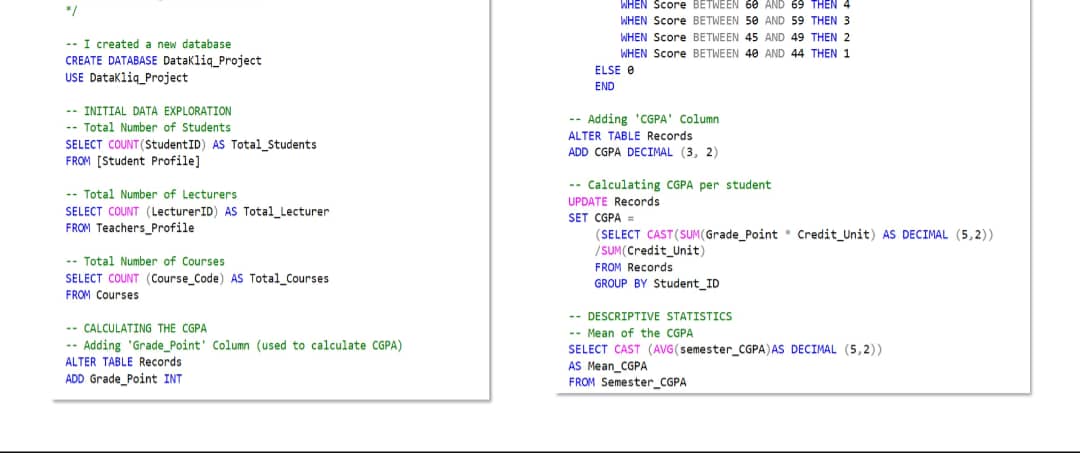 */
-- I created a new database
CREATE DATABASE DataKliq_Project
USE DataKliq_Project
-- INITIAL DATA EXPLORATION
-- Total Number of Students
SELECT COUNT(StudentID) AS Total_Students
FROM [Student Profile]
-- Total Number of Lecturers
SELECT COUNT (LecturerID) AS Total_Lecturer
FROM Teachers_Profile
-- Total Number of Courses
SELECT COUNT (Course_Code) AS Total_Courses
FROM Courses
-- CALCULATING THE CGPA
-- Adding 'Grade_Point' Column (used to calculate CGPA)
ALTER TABLE Records
ADD Grade_Point INT
WHEN Score BETWEEN 60 AND 69 THEN 4
WHEN Score BETWEEN 50 AND 59 THEN 3
WHEN Score BETWEEN 45 AND 49 THEN 2
WHEN Score BETWEEN 40 AND 44 THEN 1
ELSE 0
END
-- Adding 'CGPA' Column
ALTER TABLE Records
ADD CGPA DECIMAL (3, 2)
-- Calculating CGPA per student
UPDATE Records
SET CGPA =
(SELECT CAST(SUM(Grade_Point * Credit_Unit) AS DECIMAL (5,2))
/SUM(Credit_Unit)
FROM Records
GROUP BY Student_ID
-- DESCRIPTIVE STATISTICS
-- Mean of the CGPA
SELECT CAST (AVG(semester_CGPA)AS DECIMAL (5,2))
AS Mean_CGPA
FROM Semester_CGPA